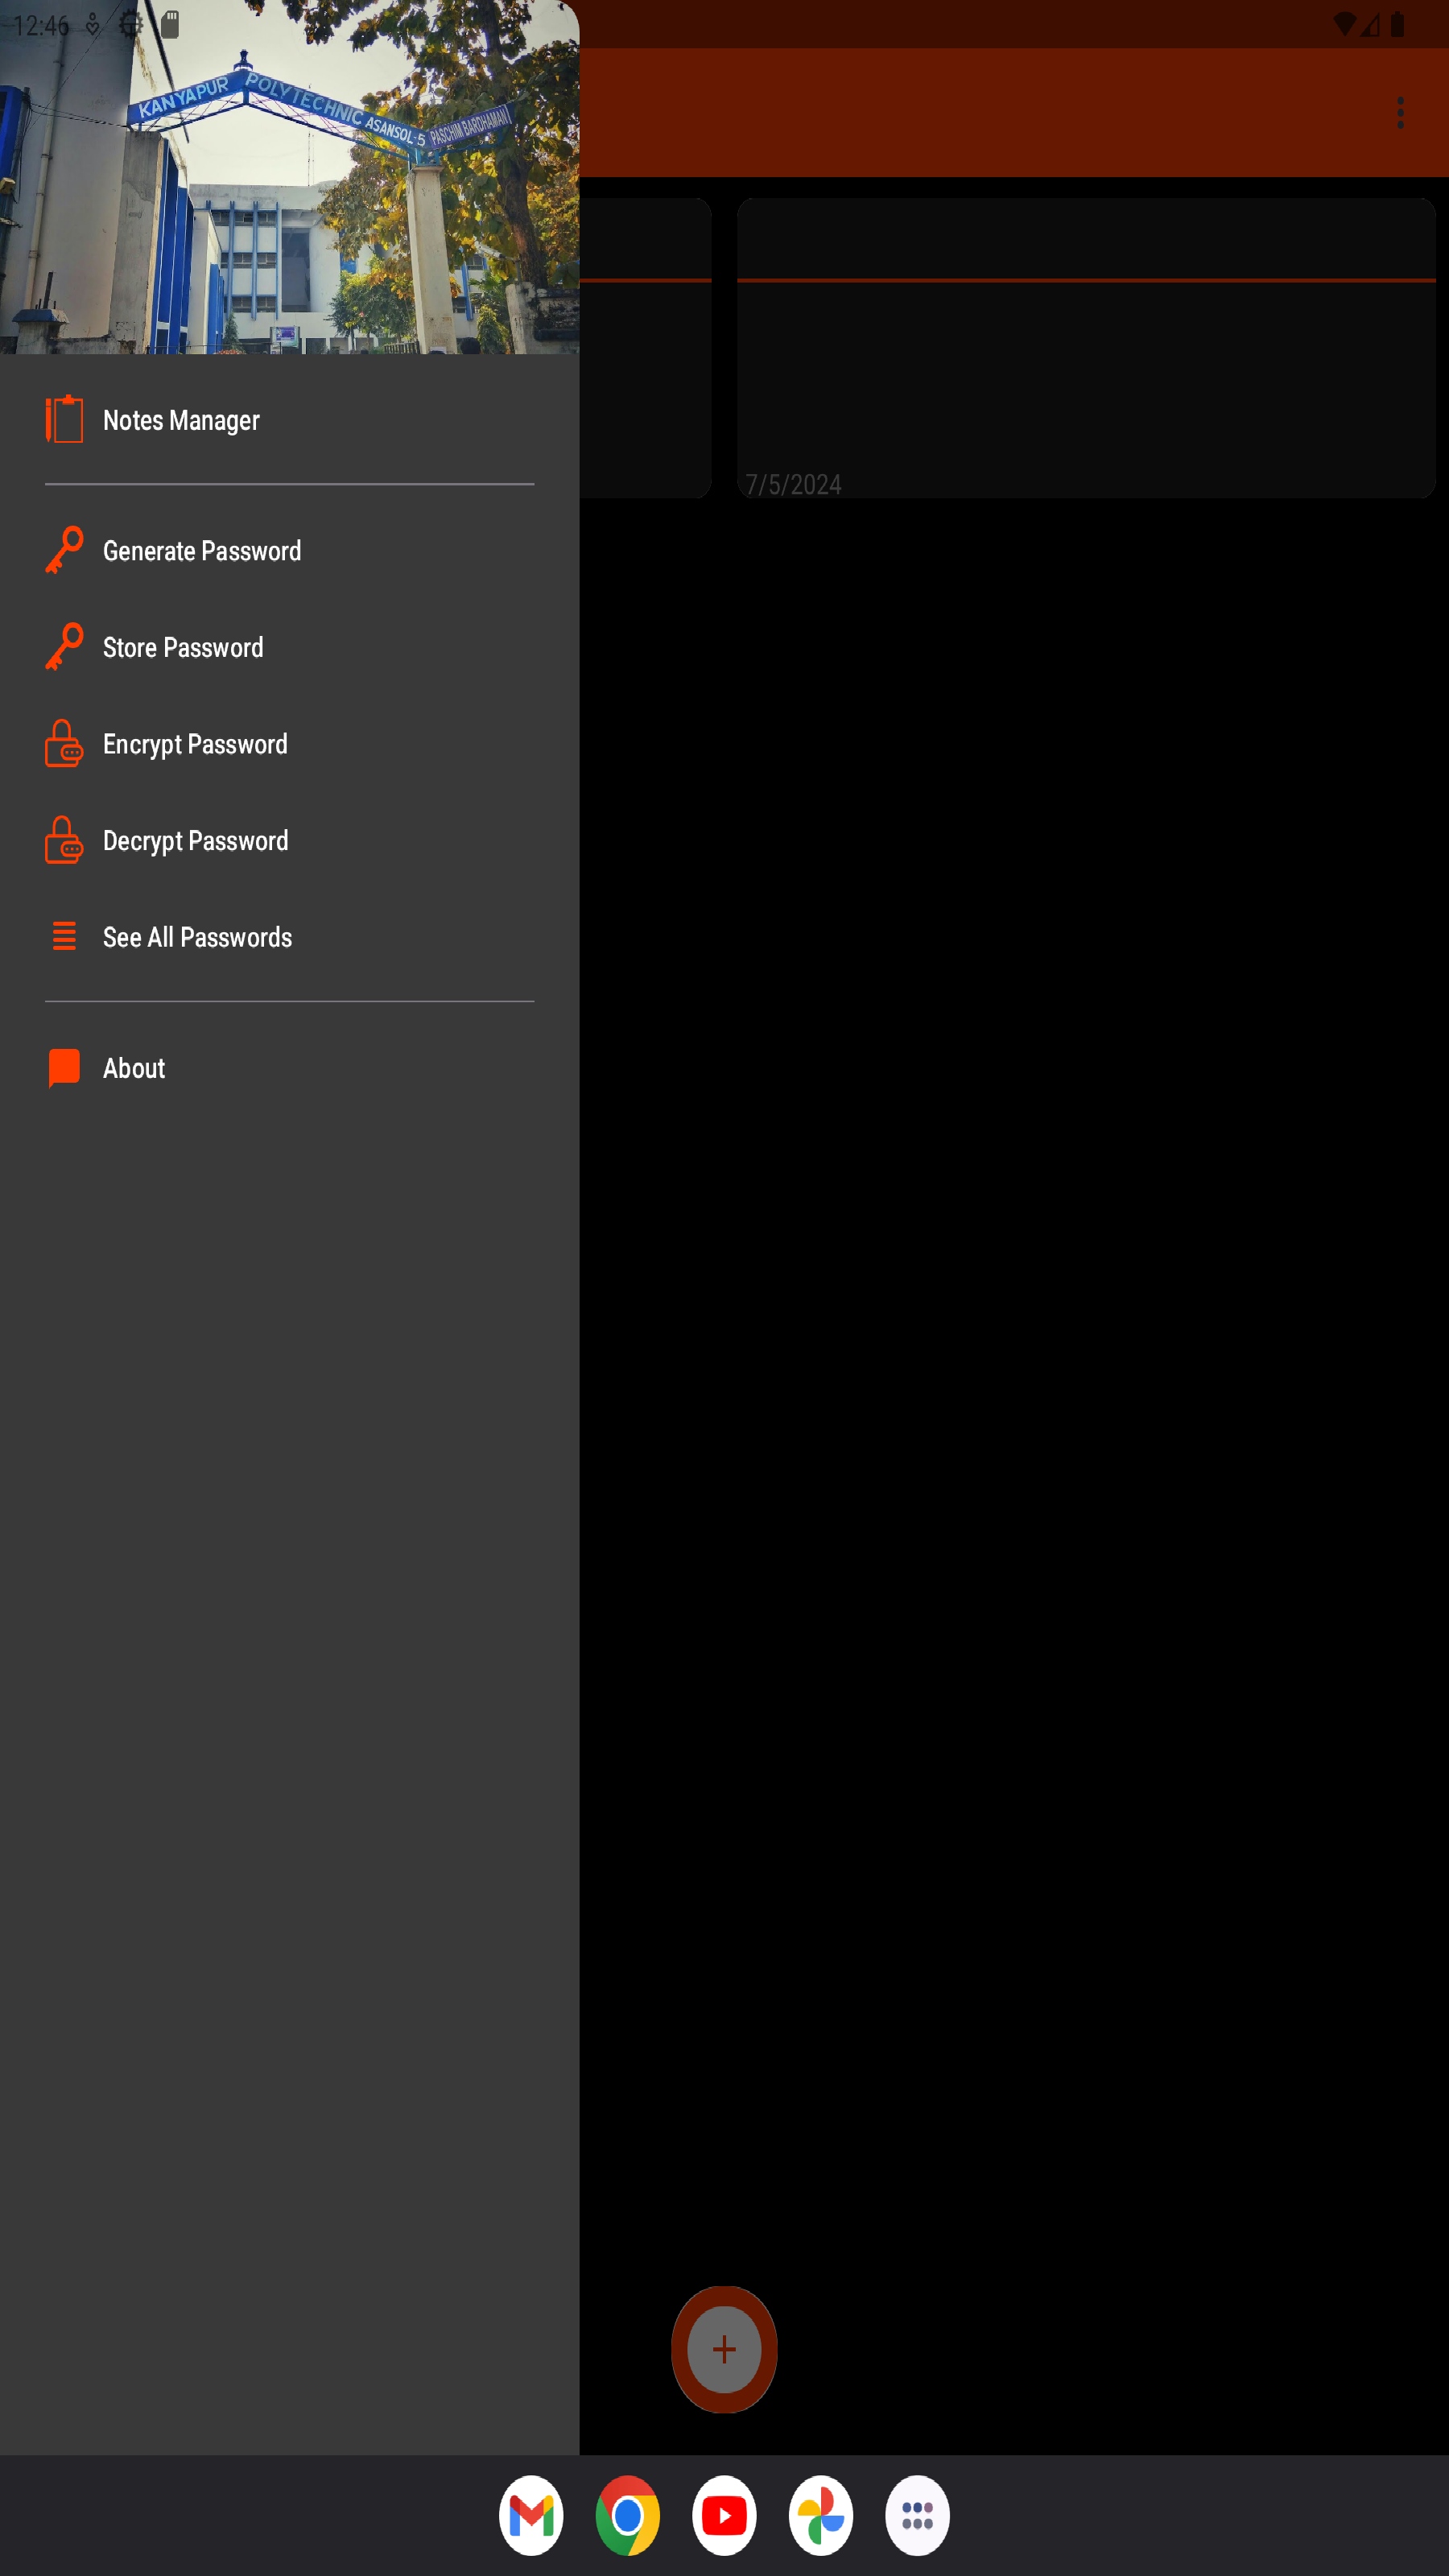 12:46
KANYAPUR POLYTECHNIC ASANSOL-5 PASCHIM BARDHAMAN
7/5/2024
Notes Manager
Generate Password
Store Password
Encrypt Password
Decrypt Password
See All Passwords
About